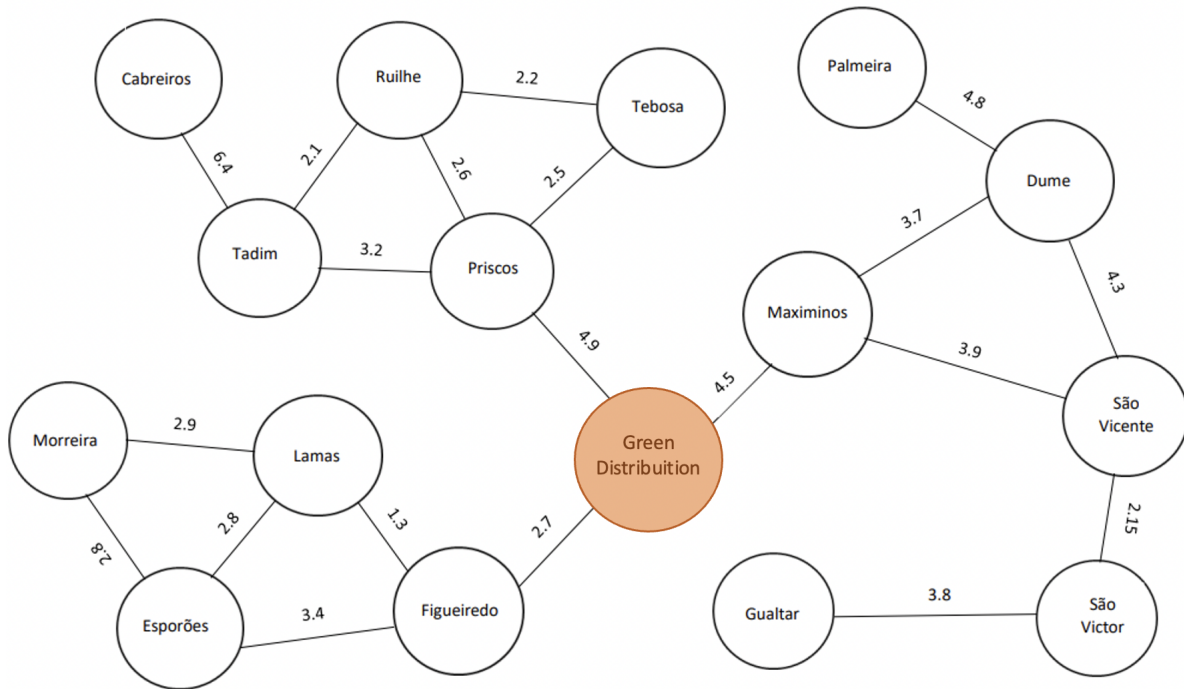 Cabreiros
Ruilhe
2.2
Tebosa
Palmeira
4.8
Dume
6.4
2.1
2.6
2.5
Tadim
3.2
Priscos
3.7
4.3
Maximinos
3.9
4.9
4.5
São
Vicente
Green
Distribuition
Morreira
2.9
Lamas
2.8
2.8
1.3
2.7
2.15
Esporões
3.4
Figueiredo
Gualtar
3.8
São
Victor